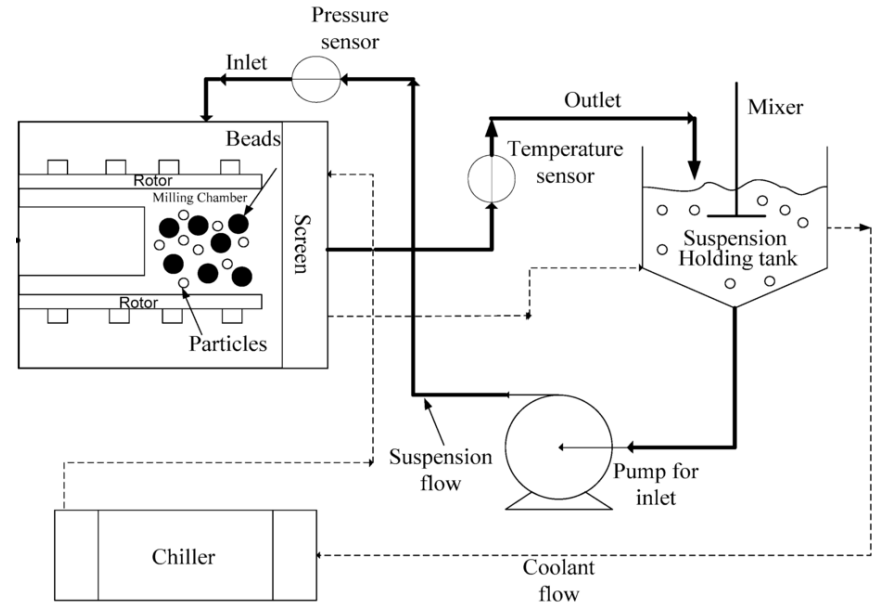 Pressure
sensor
Inlet
Outlet
Mixer
Beads
Temperature
sensor
Rotor
Milling Chamber
Screen
Suspension
Holding tank
Rotor
Particles
Suspension
flow
Pump for
inlet
Chiller
Coolant
flow